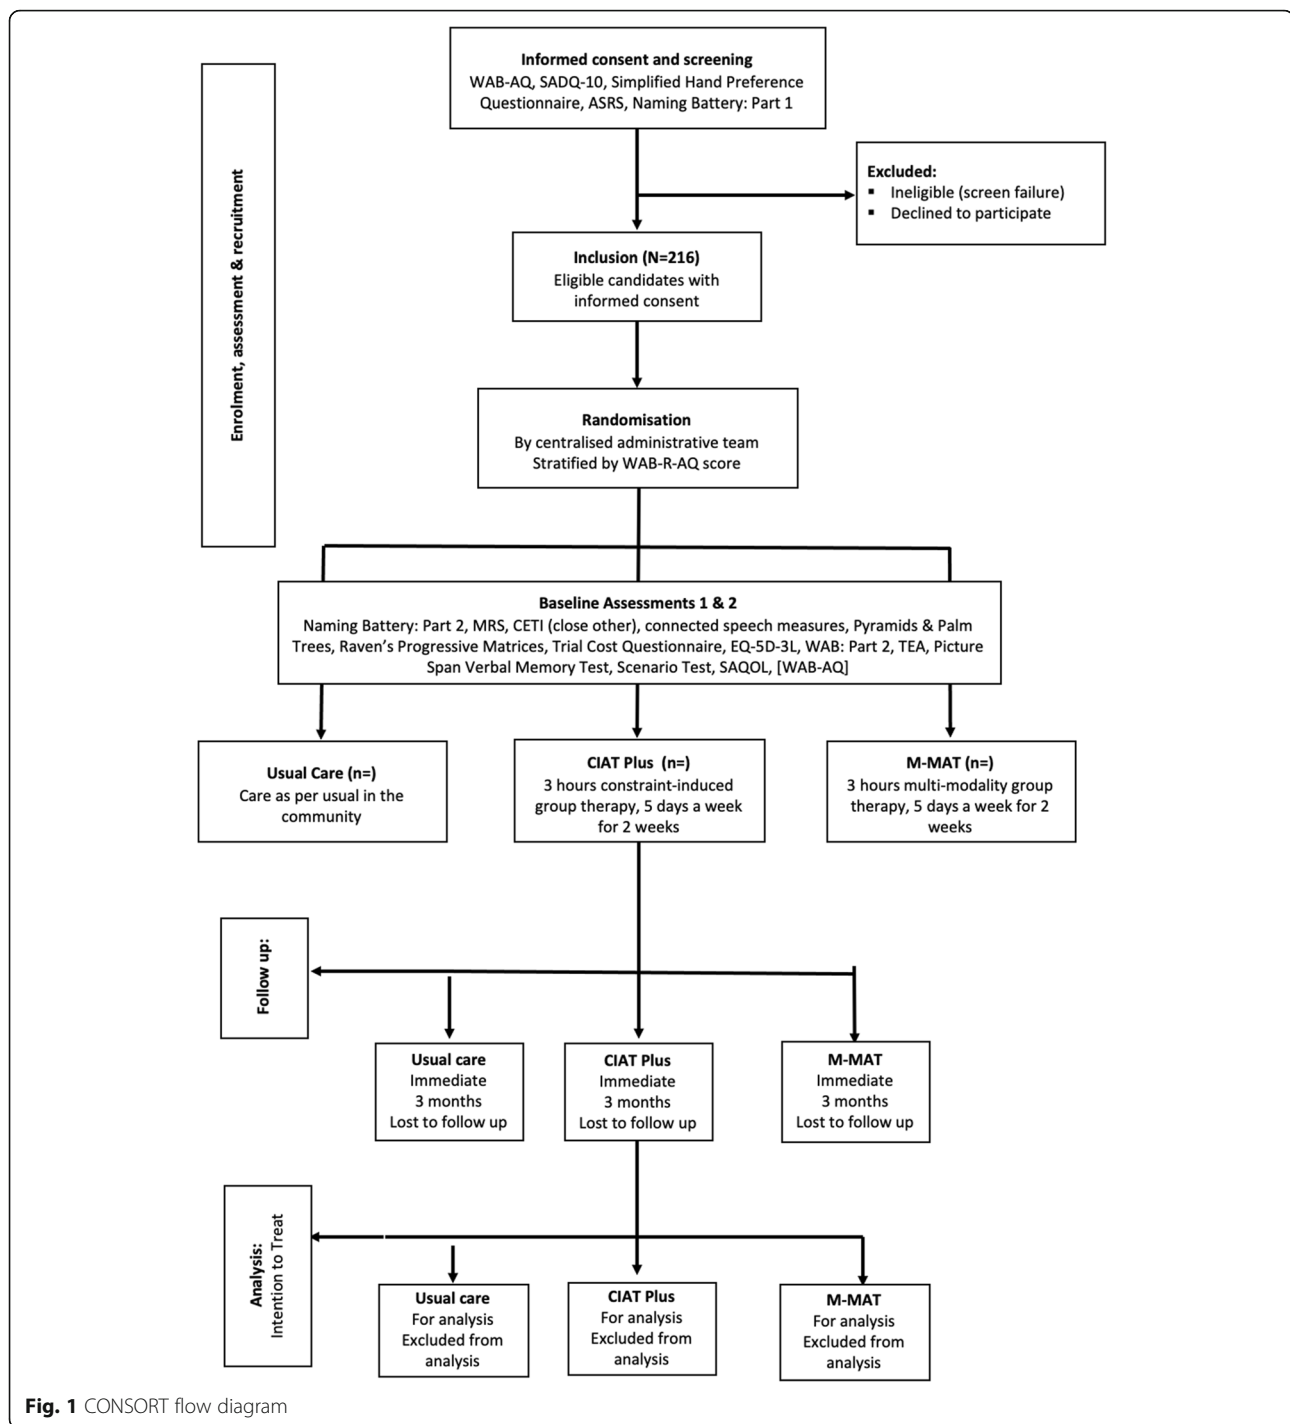 Informed consent and screening
WAB-AQ, SADQ-10, Simplified Hand Preference
Questionnaire, ASRS, Naming Battery: Part 1
Enrolment, assessment & recruitment
Excluded:
▪ Ineligible (screen failure)
▪ Declined to participate
Inclusion (N=216)
Eligible candidates with
informed consent
Randomisation
By centralised administrative team
Stratified by WAB-R-AQ score
Baseline Assessments 1 & 2
Naming Battery: Part 2, MRS, CETI (close other), connected speech measures, Pyramids & Palm
Trees, Raven's Progressive Matrices, Trial Cost Questionnaire, EQ-5D-3L, WAB: Part 2, TEA, Picture
Span Verbal Memory Test, Scenario Test, SAQOL, [WAB-AQ]
Usual Care (n=)
Care as per usual in the
community
CIAT Plus (n=)
3 hours constraint-induced
group therapy, 5 days a week
for 2 weeks
M-MAT (n=)
3 hours multi-modality group
therapy, 5 days a week for 2
weeks
Follow up:
Usual care
Immediate
3 months
Lost to follow up
CIAT Plus
Immediate
3 months
Lost to follow up
M-MAT
Immediate
3 months
Lost to follow up
Analysis:
Intention to Treat
Usual care
For analysis
Excluded from
analysis
CIAT Plus
For analysis
Excluded from
analysis
M-MAT
For analysis
Excluded from
analysis
Fig. 1 CONSORT flow diagram